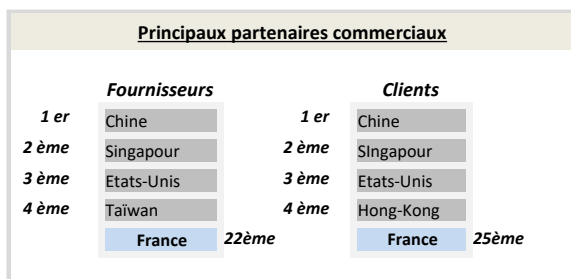 Principaux partenaires commerciaux
Fournisseurs Clients
1 er Chine 1 er Chine
2 ème Singapour 2 ème SIngapour
3 ème Etats-Unis 3 ème Etats-Unis
4 ème Taïwan 4 ème Hong-Kong
France 22ème France 25ème